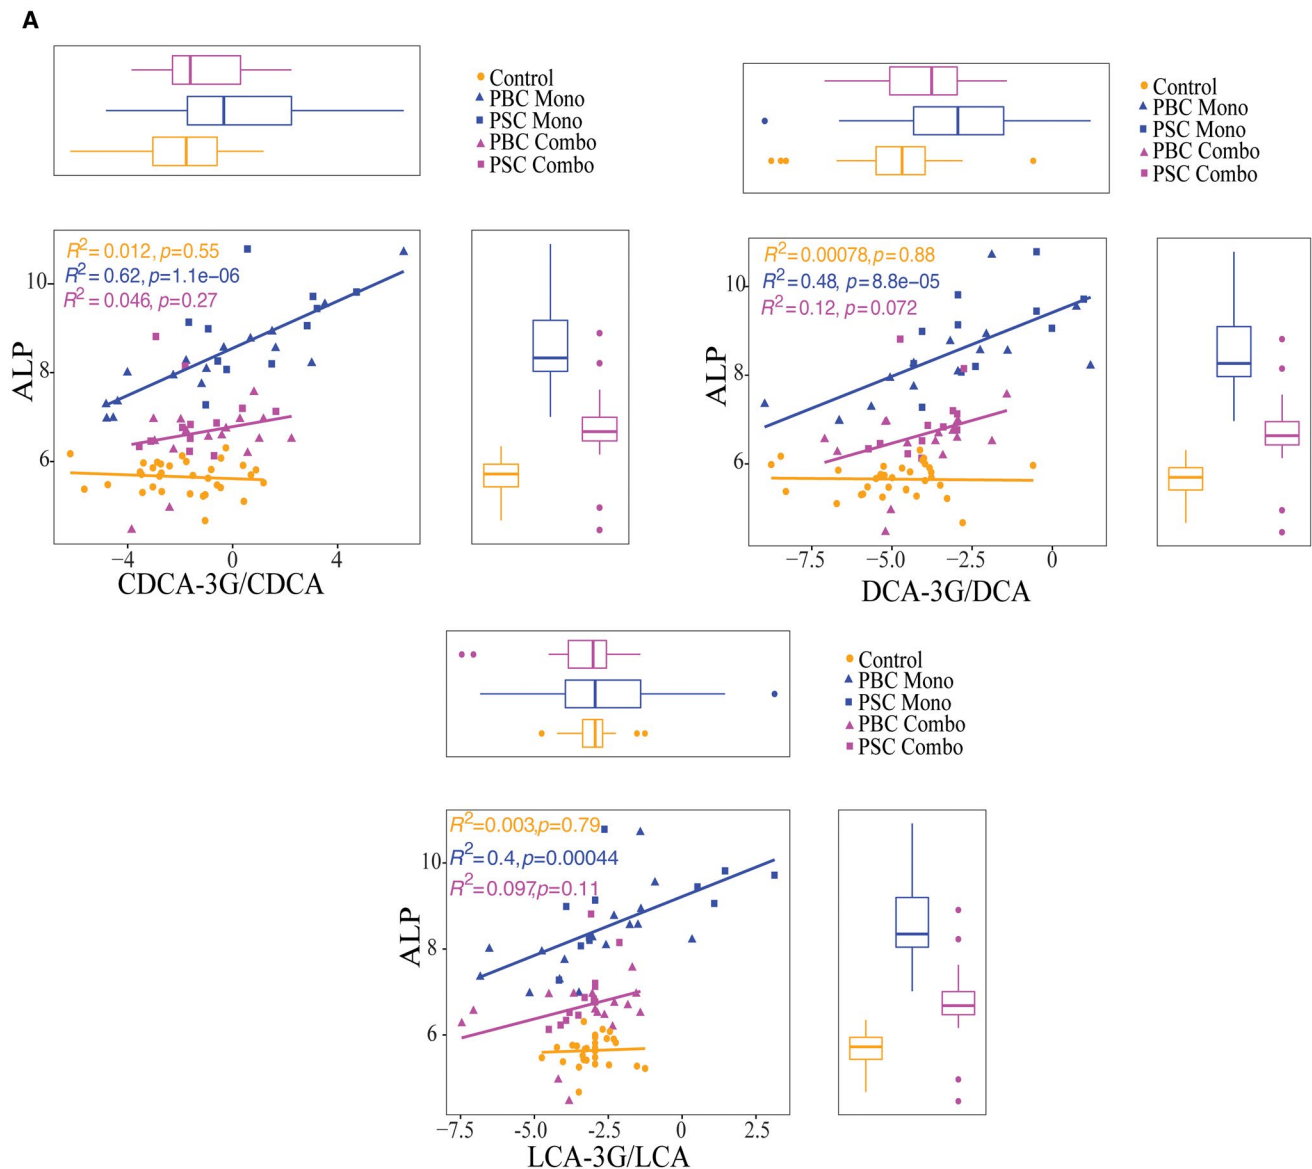 A
Control
PBC Mono
PSC Mono
PBC Combo
PSC Combo
R²= 0.012, p=0.55
R²= 0.62, p=1.1e−06
R²= 0.046, p=0.27
10
8
6
ALP
−4 0 4
CDCA-3G/CDCA
Control
PBC Mono
PSC Mono
PBC Combo
PSC Combo
R²= 0.00078, p=0.88
R²=0.48, p=8.8e−05
R²=0.12, p=0.072
10
8
6
ALP
−7.5 −5.0 −2.5 0
DCA-3G/DCA
Control
PBC Mono
PSC Mono
PBC Combo
PSC Combo
R²=0.003,p=0.79
R²=0.4,p=0.00044
R²=0.097,p=0.11
10
8
6
ALP
−7.5 -5.0 -2.5 0 2.5
LCA-3G/LCA